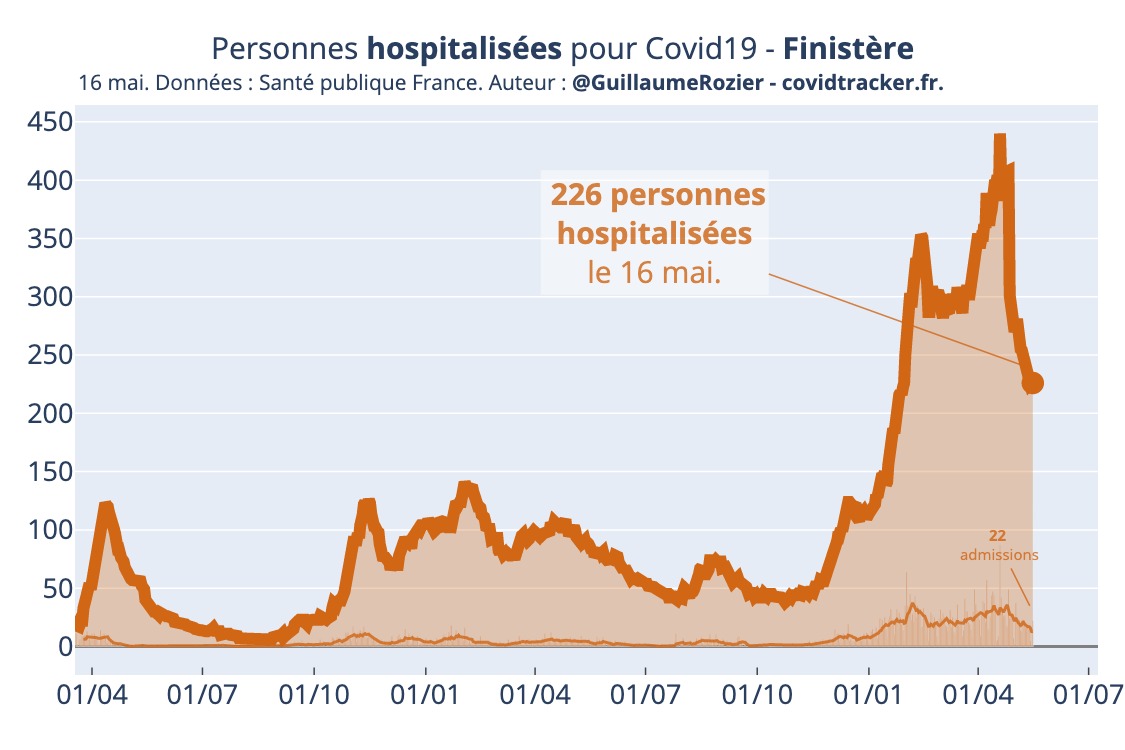 Personnes hospitalisées pour Covid19 - Finistère
16 mai. Données : Santé publique France. Auteur : @GuillaumeRozier - covidtracker.fr.
450
400
350
300
250
200
150
100
50
0
226 personnes
hospitalisées
le 16 mai.
22
admissions
01/04 01/07 01/10 01/01 01/04 01/07 01/10 01/01 01/04 01/07